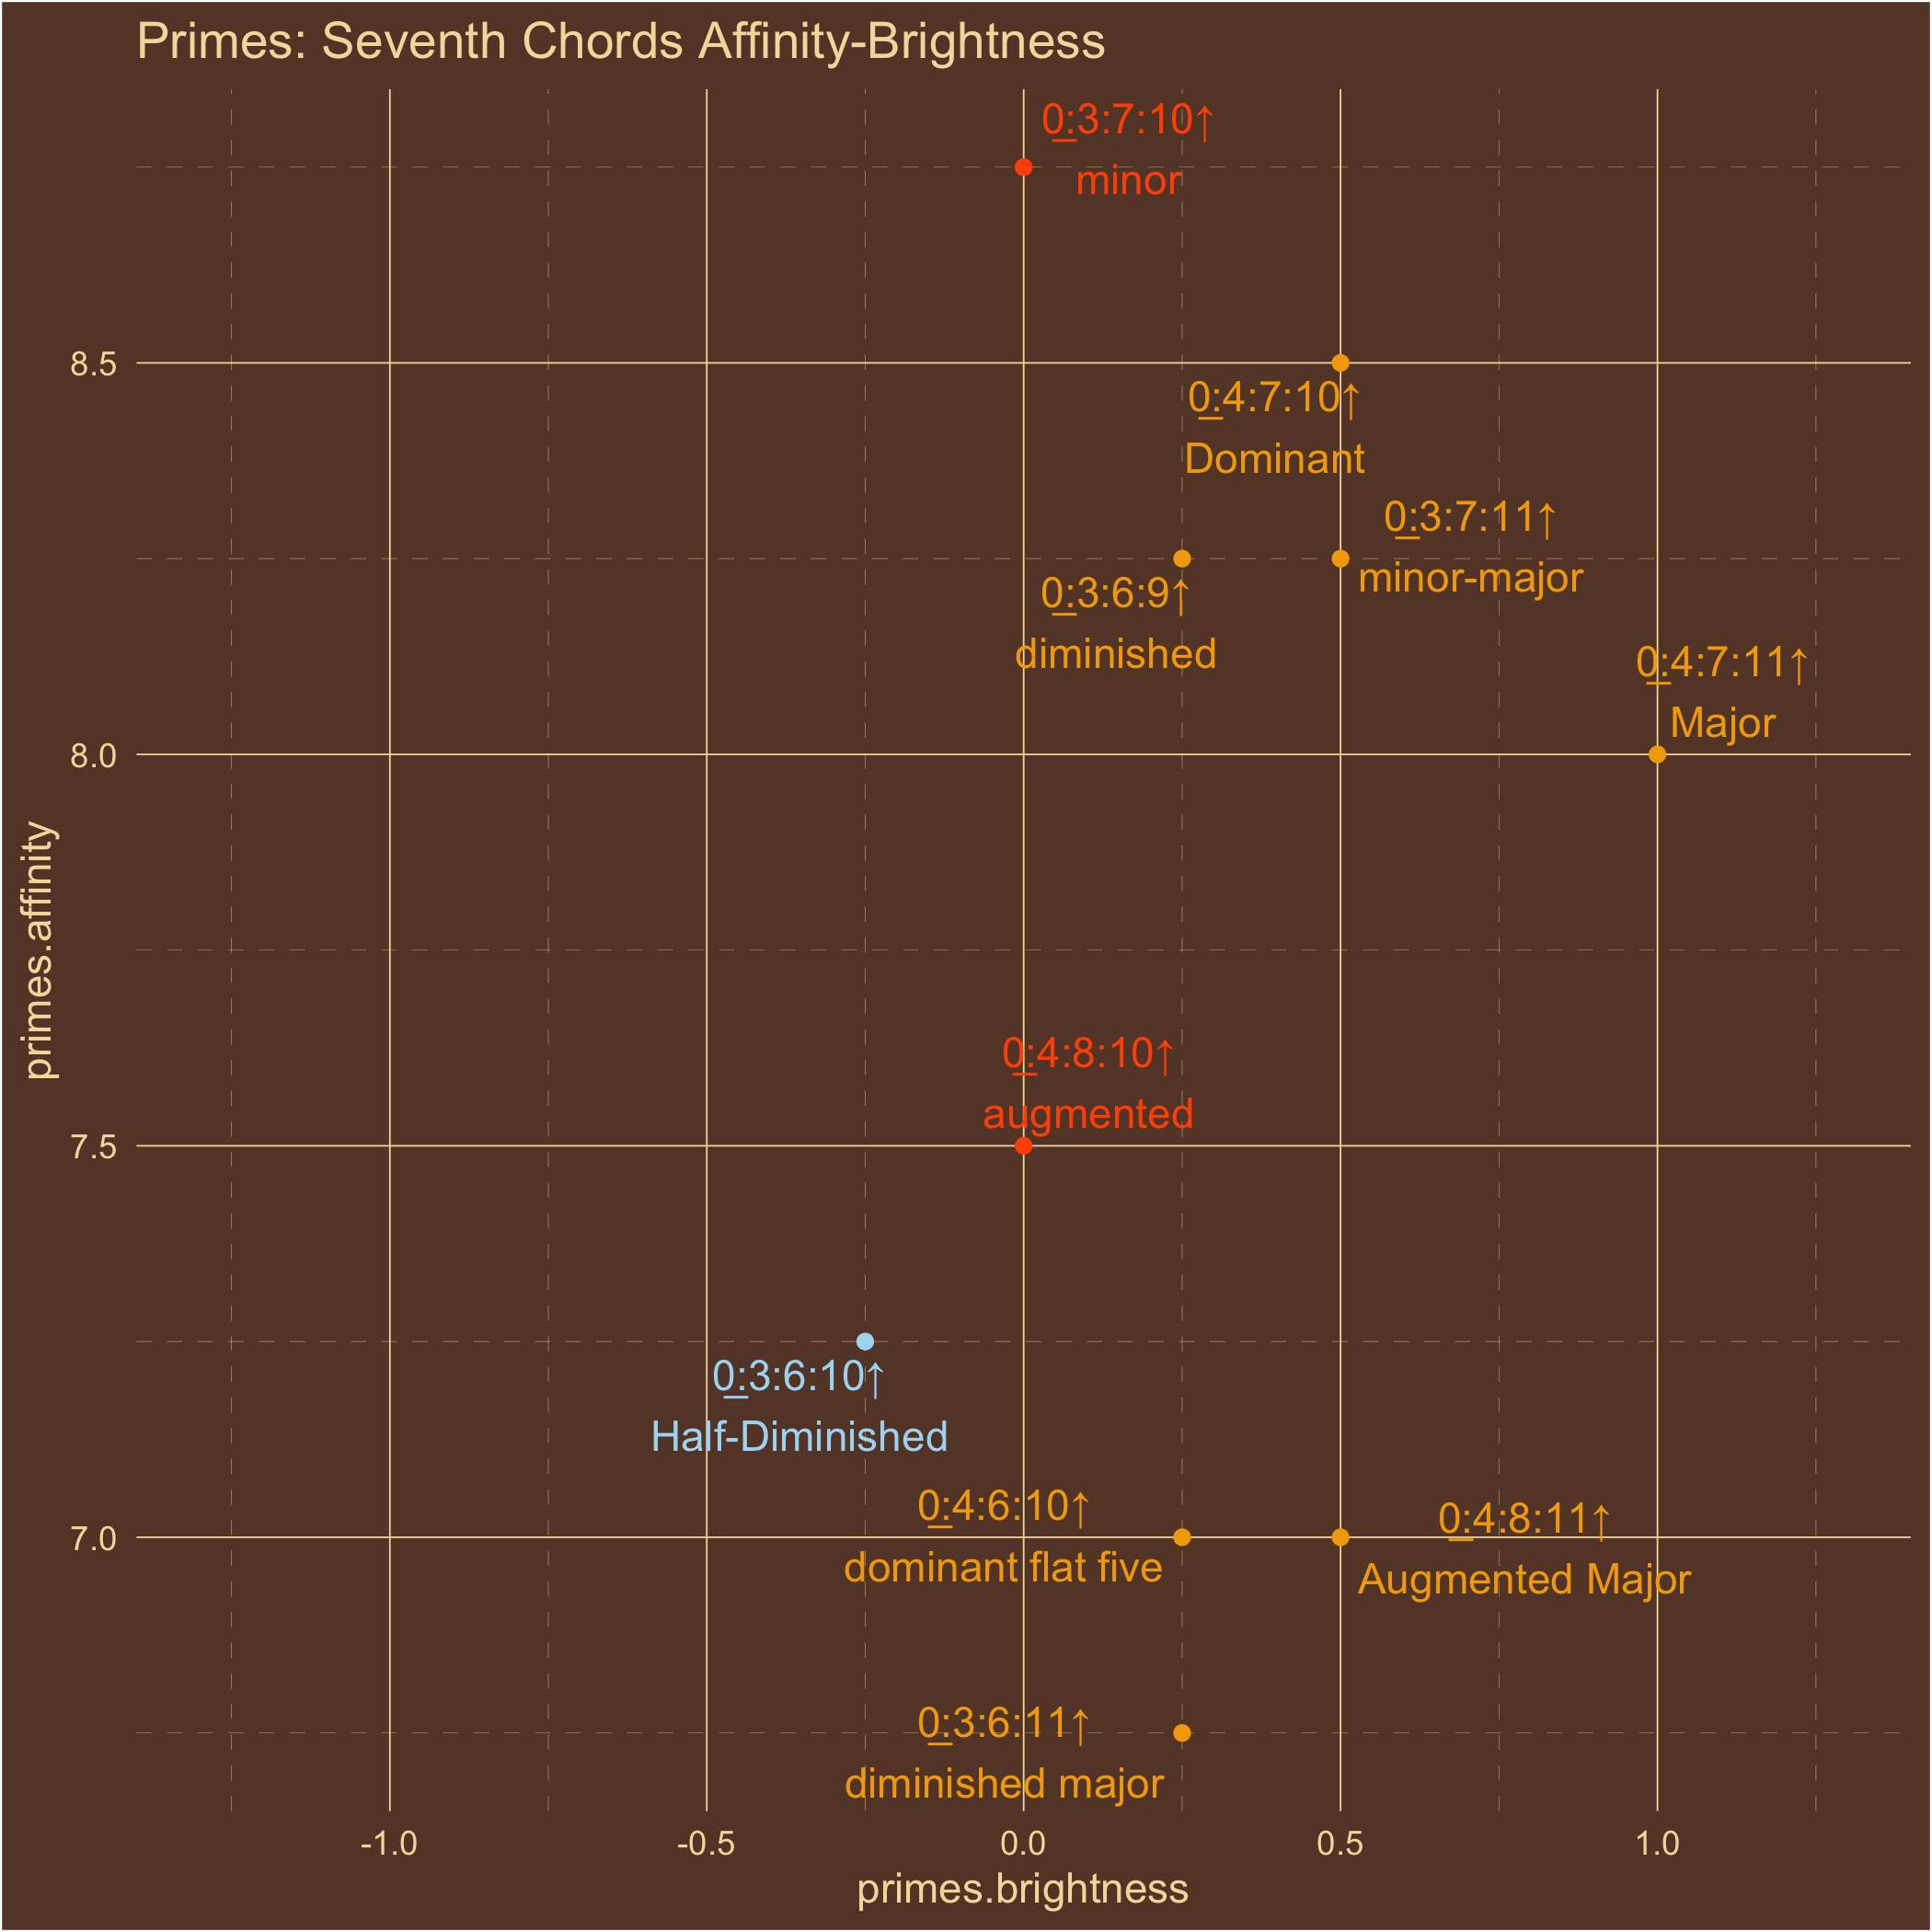 Primes: Seventh Chords Affinity-Brightness
0:3:7:10↑
minor
8.5
0:4:7:10↑
Dominant
0:3:7:11↑
minor-major
0:3:6:9↑
diminished
0:4:7:11↑
Major
8.0
primes.affinity
0:4:8:10↑
augmented
7.5
0:3:6:10↑
Half-Diminished
0:4:6:10↑
dominant flat five
0:4:8:11↑
Augmented Major
7.0
0:3:6:11↑
diminished major
-1.0 -0.5 0.0 0.5 1.0
primes.brightness